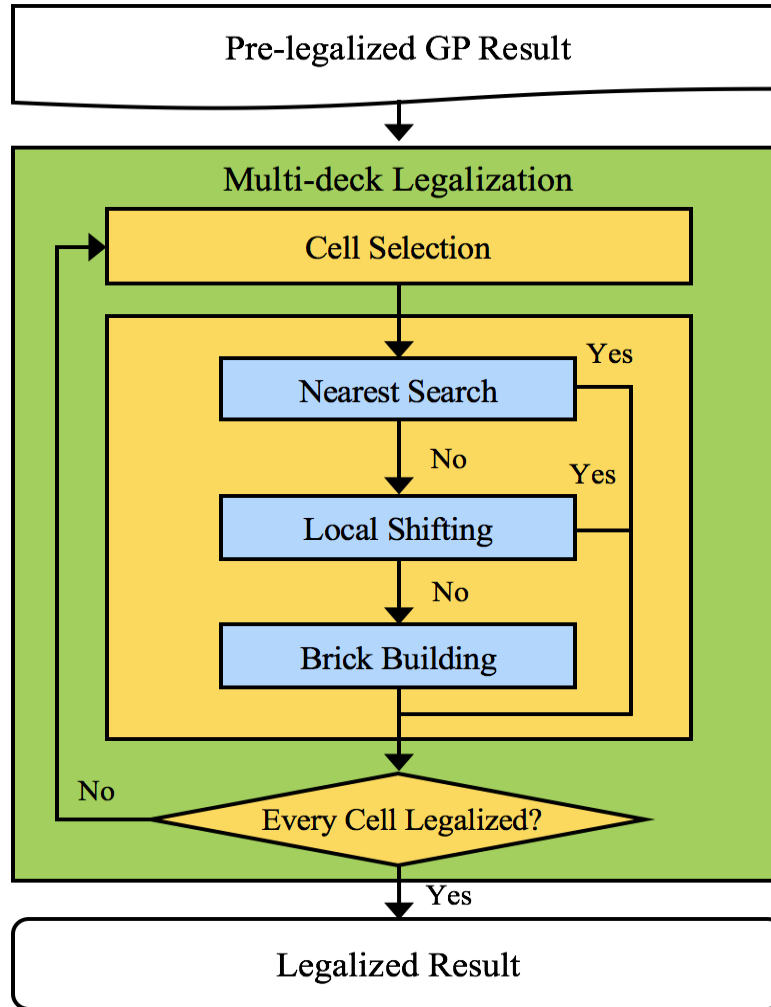 Pre-legalized GP Result
Multi-deck Legalization
Cell Selection
Yes
Nearest Search
No
Yes
Local Shifting
No
Brick Building
No
Every Cell Legalized?
Yes
Legalized Result